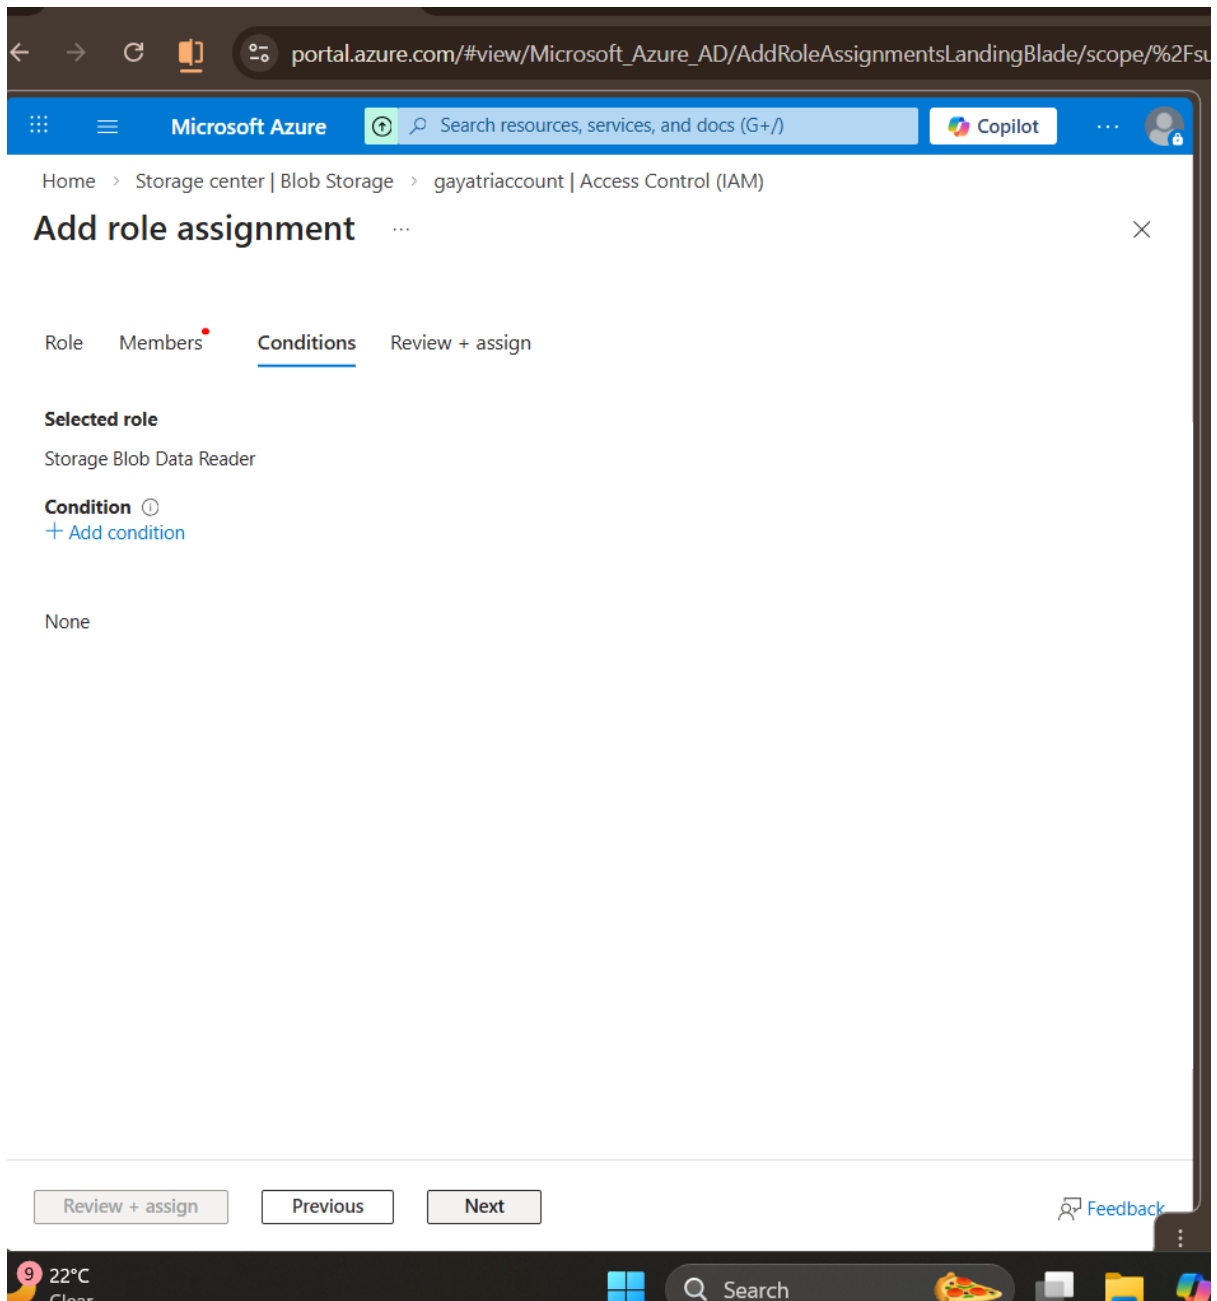 portal.azure.com/#view/Microsoft_Azure_AD/AddRoleAssignmentsLandingBlade/scope/%2Fsu
Microsoft Azure
Search resources, services, and docs (G+/)
Copilot
Home > Storage center | Blob Storage > gayatriaccount | Access Control (IAM)
Add role assignment
Role Members Conditions Review + assign
Selected role
Storage Blob Data Reader
Condition
+ Add condition
None
Review + assign Previous Next Feedback
9 22°C
Clear
Search